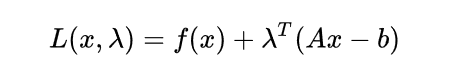 L(x, λ) = f(x) + λ^T (Ax − b)